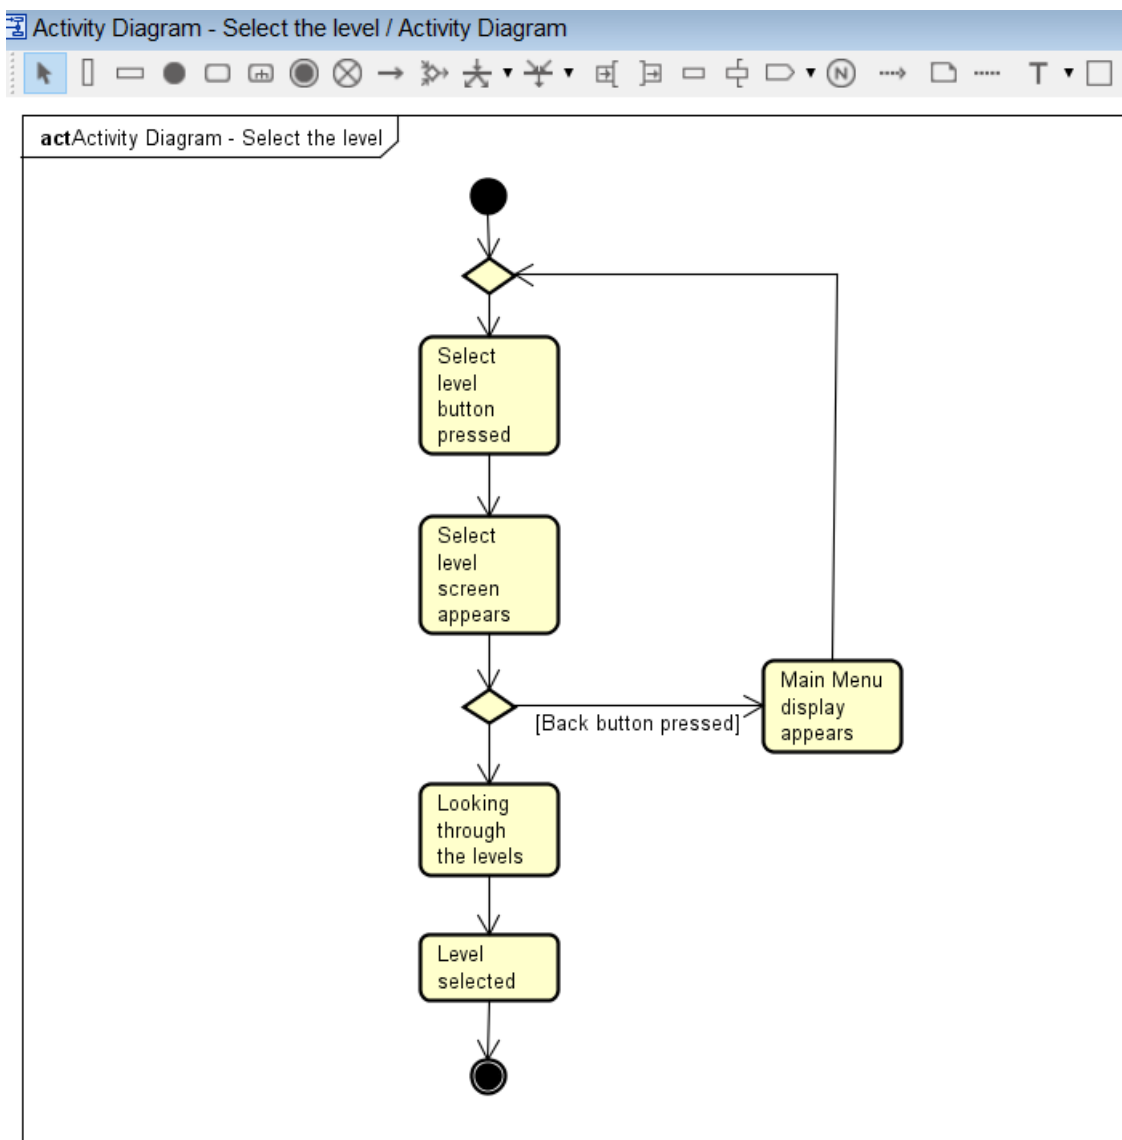 Activity Diagram - Select the level / Activity Diagram
N T
actActivity Diagram - Select the level
Select
level
button
pressed
Select
level
screen
appears
[Back button pressed]
Main Menu
display
appears
Looking
through
the levels
Level
selected